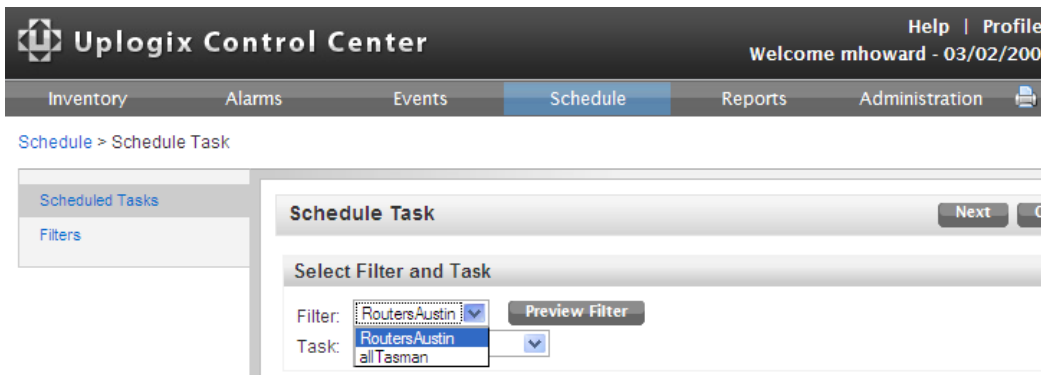 Uplogix Control Center
Help | Profile
Welcome mhoward - 03/02/200
Inventory Alarms Events Schedule Reports Administration
Schedule > Schedule Task
Scheduled Tasks
Filters
Schedule Task
Next
Select Filter and Task
Filter: RoutersAustin Preview Filter
Task:
RoutersAustin
allTasman